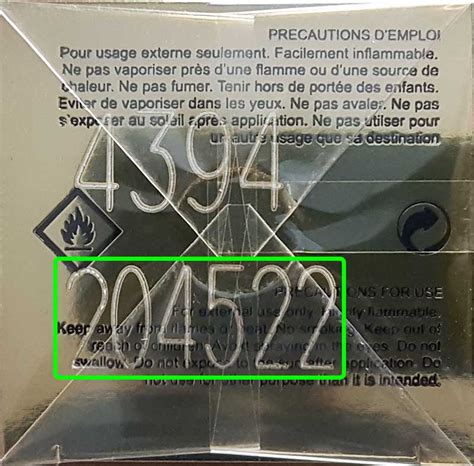 PRECAUTIONS D'EMPLOI
Pour usage externe seulement. Facilement inflammable.
Ne pas vaporiser près d'une flamme ou d'une source de
chaleur. Ne pas fumer. Tenir hors de portée des enfants.
Eviter de vaporiser dans les yeux. Ne pas avaler. Ne pas
s'exposer au soleil après application. Ne pas utiliser pour
un autre usage que sa destination
4394
204522
PRECAUTIONS FOR USE
For external use only. Highly flammable.
Keep away from flames or heat. No smoking. Keep out of
reach of children. Avoid spraying in the eyes. Do not
swallow. Do not expose to the sun after application. Do
not use for other purpose than it is intended.